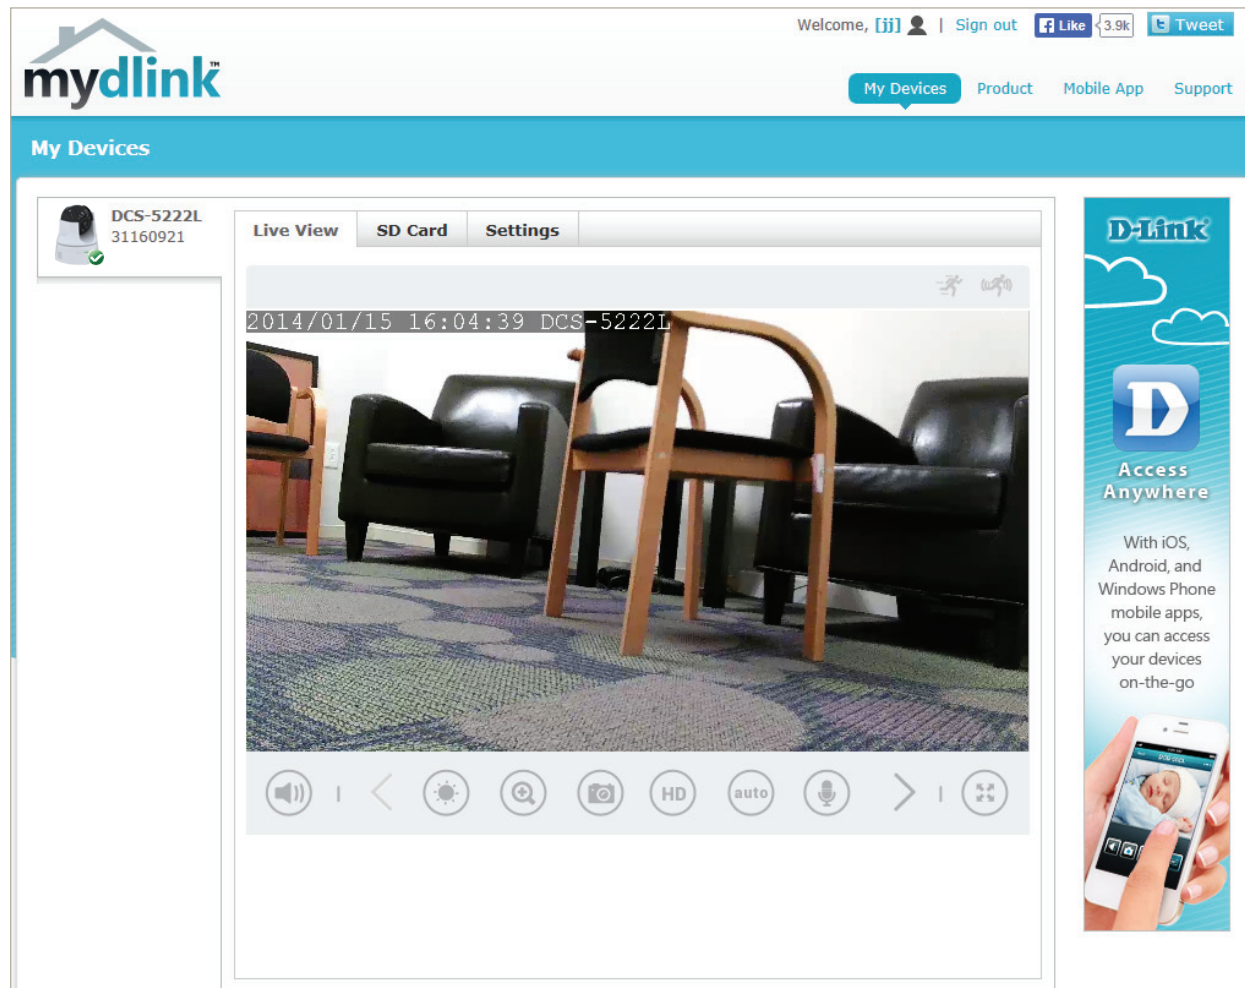 Welcome, [jj] | Sign out Like 3.9k Tweet
mydlink™
My Devices Product Mobile App Support
My Devices
DCS-5222L
31160921
Live View SD Card Settings
2014/01/15 16:04:39 DCS-5222L
HD auto
D-Link
D
Access
Anywhere
With iOS,
Android, and
Windows Phone
mobile apps,
you can access
your devices
on-the-go